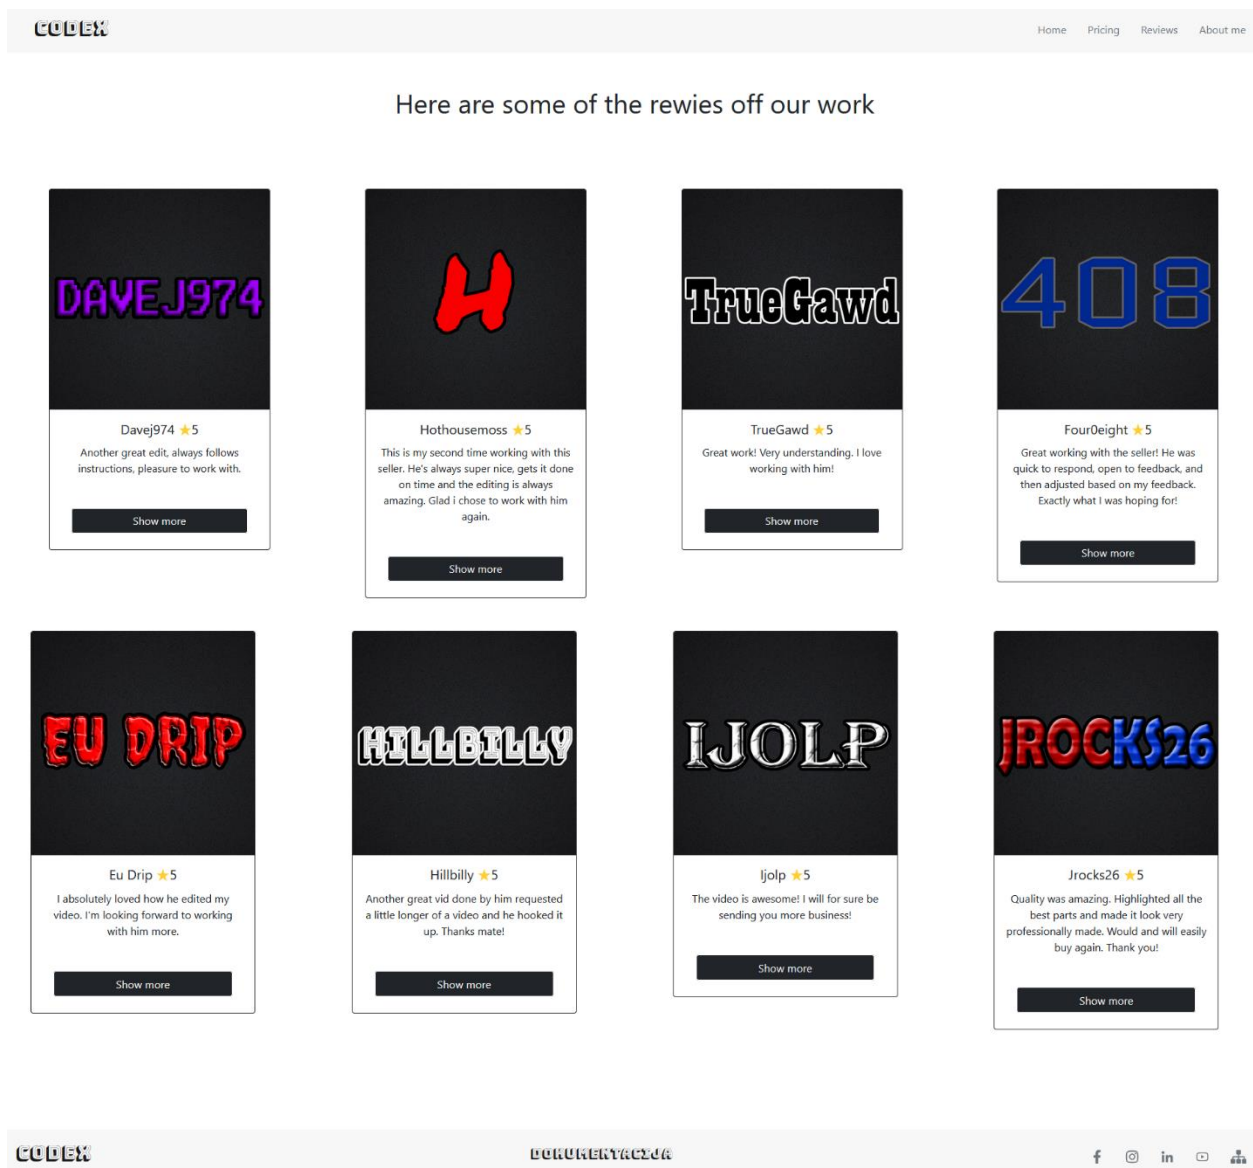 CODEX
Home Pricing Reviews About me
Here are some of the rewies off our work
DAVEJ974
H
TrueGawd
408
Davej974 ⭐5
Another great edit, always follows
instructions, pleasure to work with.
Show more
Hothousemoss ⭐5
This is my second time working with this
seller. He's always super nice, gets it done
on time and the editing is always
amazing. Glad i chose to work with him
again.
Show more
TrueGawd ⭐5
Great work! Very understanding. I love
working with him!
Show more
Four0eight ⭐5
Great working with the seller! He was
quick to respond, open to feedback, and
then adjusted based on my feedback.
Exactly what I was hoping for!
Show more
EU DRIP
HILLBILLY
IJOLP
JROCKS26
Eu Drip ⭐5
I absolutely loved how he edited my
video. I'm looking forward to working
with him more.
Show more
Hillbilly ⭐5
Another great vid done by him requested
a little longer of a video and he hooked it
up. Thanks mate!
Show more
Ijolp ⭐5
The video is awesome! I will for sure be
sending you more business!
Show more
Jrocks26 ⭐5
Quality was amazing. Highlighted all the
best parts and made it look very
professionally made. Would and will easily
buy again. Thank you!
Show more
CODEX
DOKUMENTACIJA